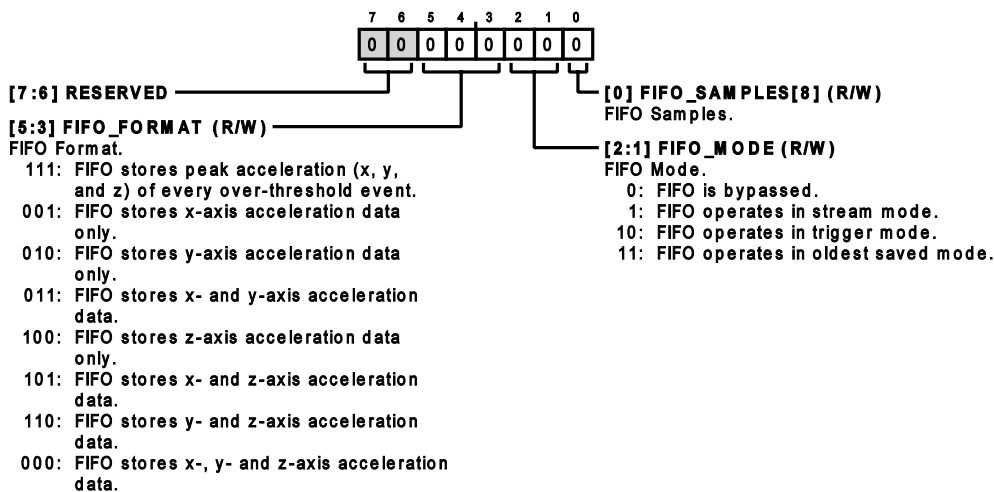 7 6 5 4 3 2 1 0
0 0 0 0 0 0 0 0
[7:6] RESERVED
[5:3] FIFO_FORMAT (R/W)
FIFO Format.
111: FIFO stores peak acceleration (x, y,
and z) of every over-threshold event.
001: FIFO stores x-axis acceleration data
only.
010: FIFO stores y-axis acceleration data
only.
011: FIFO stores x- and y-axis acceleration
data.
100: FIFO stores z-axis acceleration data
only.
101: FIFO stores x- and z-axis acceleration
data.
110: FIFO stores y- and z-axis acceleration
data.
000: FIFO stores x-, y- and z-axis acceleration
data.
[0] FIFO_SAMPLES[8] (R/W)
FIFO Samples.
[2:1] FIFO_MODE (R/W)
FIFO Mode.
0: FIFO is bypassed.
1: FIFO operates in stream mode.
10: FIFO operates in trigger mode.
11: FIFO operates in oldest saved mode.